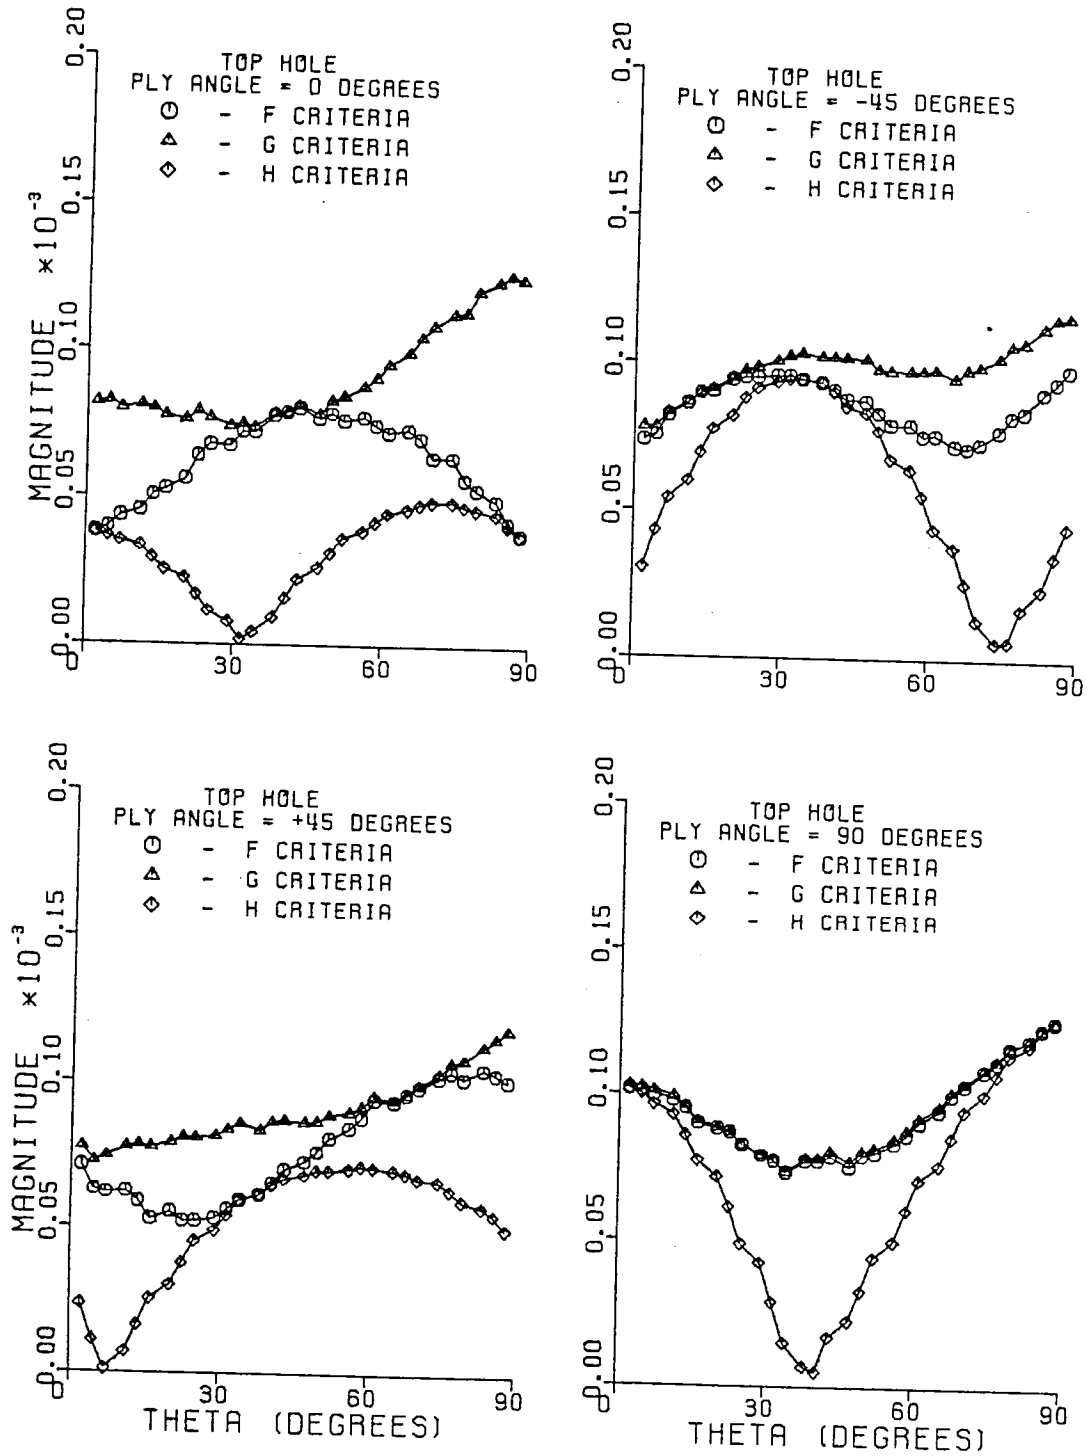 TOP HOLE
PLY ANGLE = 0 DEGREES
- F CRITERIA
- G CRITERIA
- H CRITERIA
MAGNITUDE *10⁻³
0.20
0.15
0.10
0.05
0.00
0 30 60 90
TOP HOLE
PLY ANGLE = -45 DEGREES
- F CRITERIA
- G CRITERIA
- H CRITERIA
0.20
0.15
0.10
0.05
0.00
0 30 60 90
TOP HOLE
PLY ANGLE = +45 DEGREES
- F CRITERIA
- G CRITERIA
- H CRITERIA
MAGNITUDE *10⁻³
0.20
0.15
0.10
0.05
0.00
0 30 60 90
THETA (DEGREES)
TOP HOLE
PLY ANGLE = 90 DEGREES
- F CRITERIA
- G CRITERIA
- H CRITERIA
0.20
0.15
0.10
0.05
0.00
0 30 60 90
THETA (DEGREES)